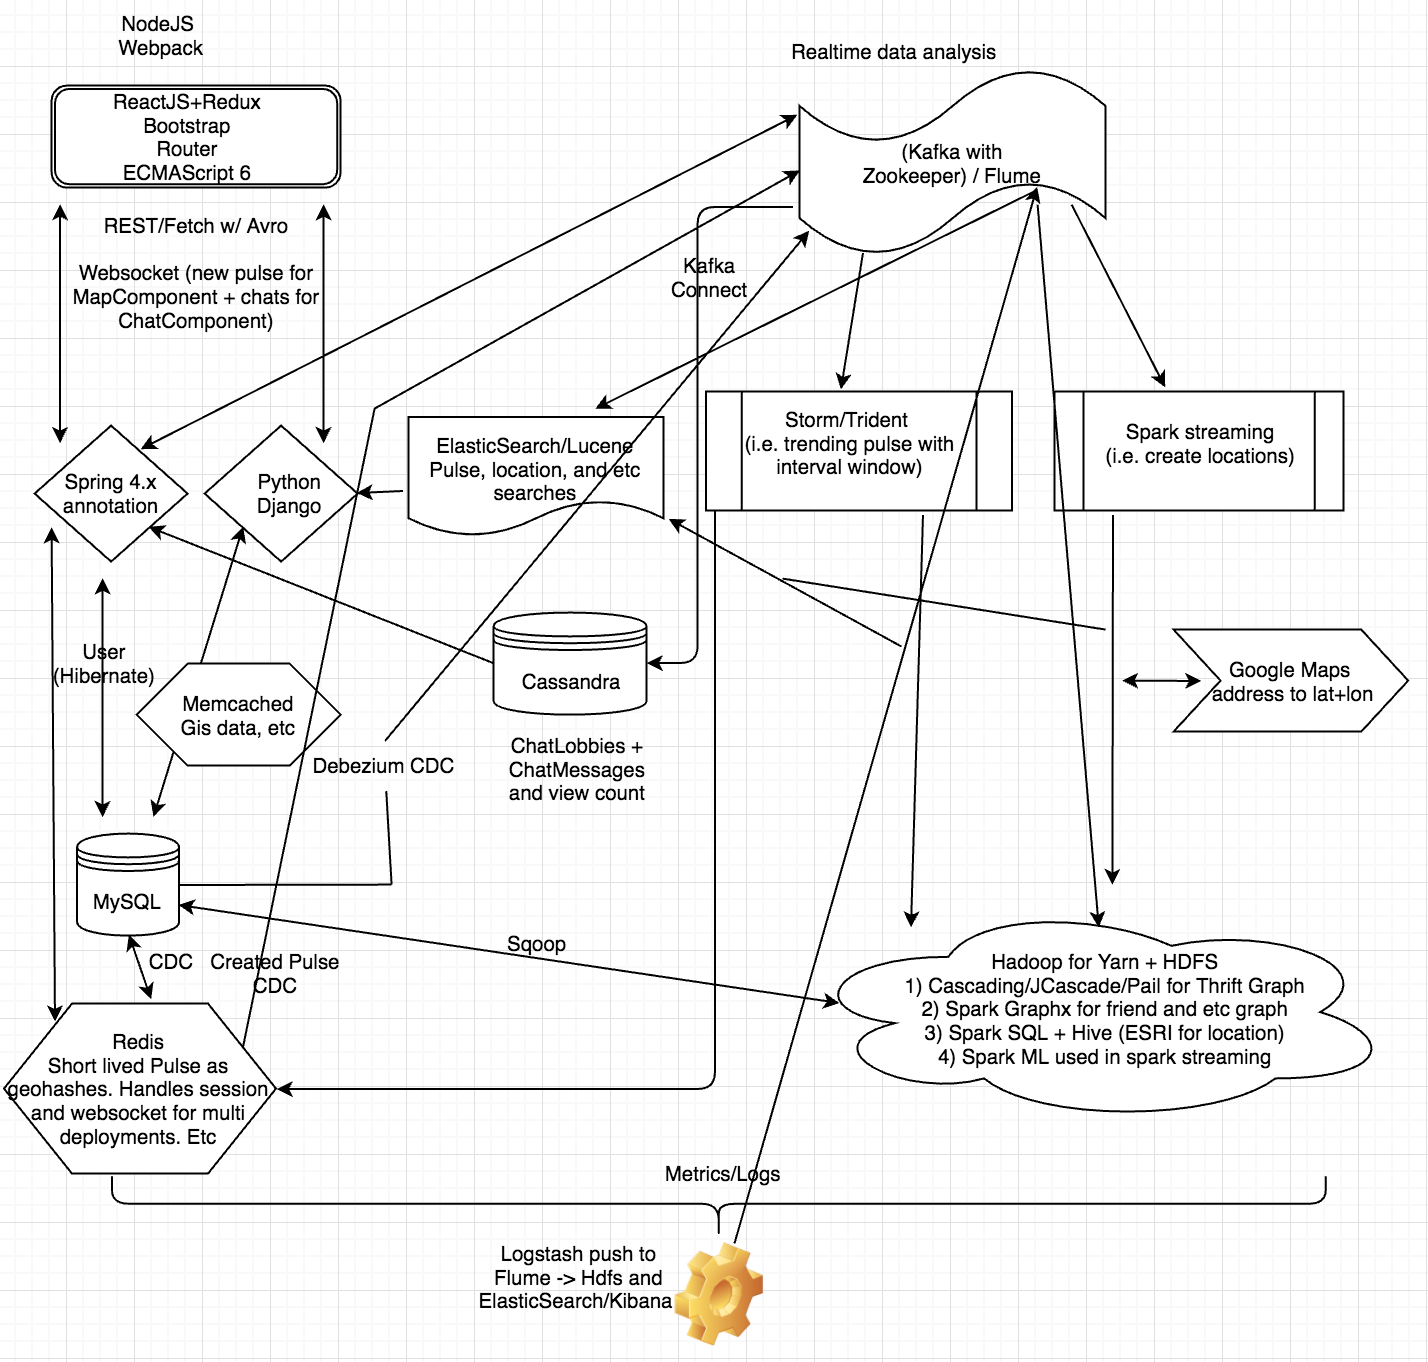 NodeJS
Webpack
ReactJS+Redux
Bootstrap
Router
ECMAScript 6
REST/Fetch w/ Avro
Websocket (new pulse for
MapComponent + chats for
ChatComponent)
Realtime data analysis
(Kafka with
Zookeeper) / Flume
Kafka
Connect
Spring 4.x
annotation
Python
Django
ElasticSearch/Lucene
Pulse, location, and etc
searches
Storm/Trident
(i.e. trending pulse with
interval window)
Spark streaming
(i.e. create locations)
User
(Hibernate)
Memcached
Gis data, etc
Cassandra
ChatLobbies +
ChatMessages
and view count
Google Maps
address to lat+lon
Debezium CDC
MySQL
CDC
Created Pulse
CDC
Sqoop
Hadoop for Yarn + HDFS
1) Cascading/JCascade/Pail for Thrift Graph
2) Spark Graphx for friend and etc graph
3) Spark SQL + Hive (ESRI for location)
4) Spark ML used in spark streaming
Redis
Short lived Pulse as
geohashes. Handles session
and websocket for multi
deployments. Etc
Metrics/Logs
Logstash push to
Flume -> Hdfs and
ElasticSearch/Kibana